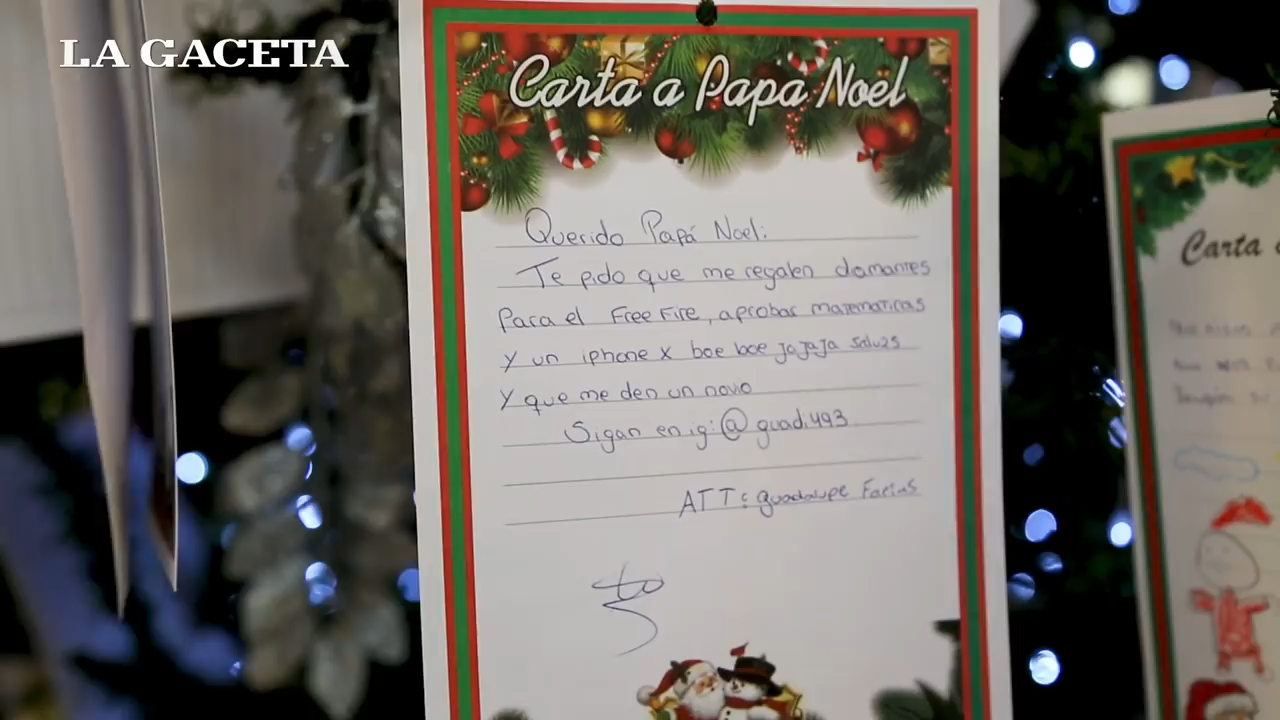 LA GACETA
Carta a Papa Noel
Querido Papá Noel:
Te pido que me regalen diamantes
Para el Free Fire, aprobar matematicas
y un iphone x boe boe jajaja saluzs
y que me den un novio
Sigan en ig: @guadi493
ATT: guadalupe Farias
Carta